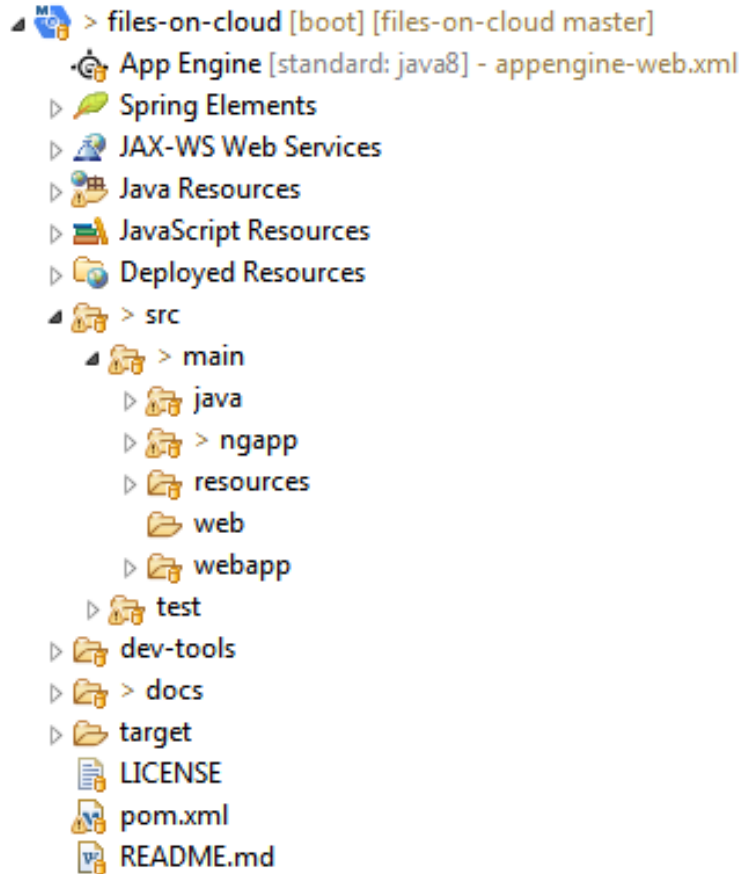 > files-on-cloud [boot] [files-on-cloud master]
App Engine [standard: java8] - appengine-web.xml
Spring Elements
JAX-WS Web Services
Java Resources
JavaScript Resources
Deployed Resources
> src
> main
java
> ngapp
resources
web
webapp
test
dev-tools
> docs
target
LICENSE
pom.xml
README.md